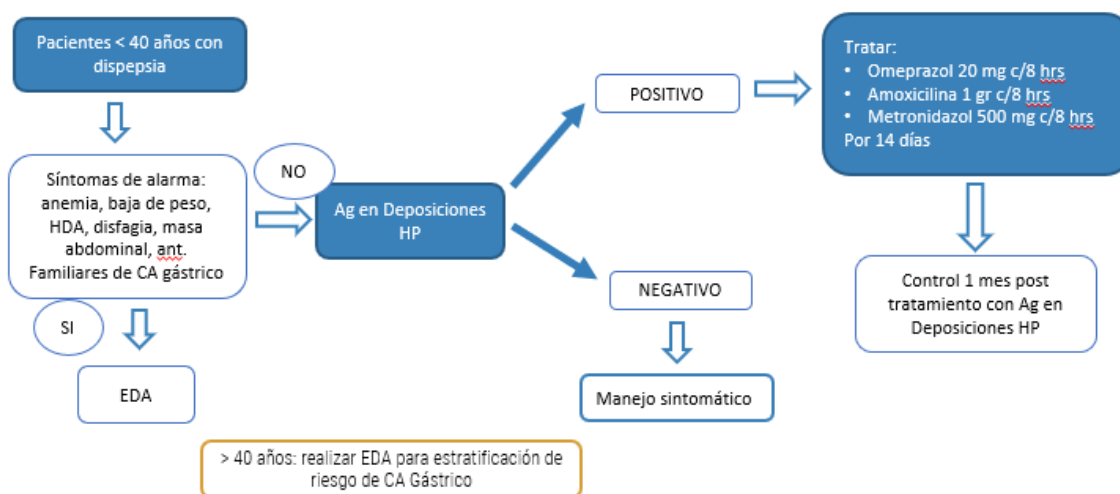 Pacientes < 40 años con
dispepsia
Síntomas de alarma:
anemia, baja de peso,
HDA, disfagia, masa
abdominal, ant.
Familiares de CA gástrico
SI
EDA
NO
Ag en Deposiciones
HP
POSITIVO
Tratar:
• Omeprazol 20 mg c/8 hrs
• Amoxicilina 1 gr c/8 hrs
• Metronidazol 500 mg c/8 hrs
Por 14 días
Control 1 mes post
tratamiento con Ag en
Deposiciones HP
NEGATIVO
Manejo sintomático
> 40 años: realizar EDA para estratificación de
riesgo de CA Gástrico